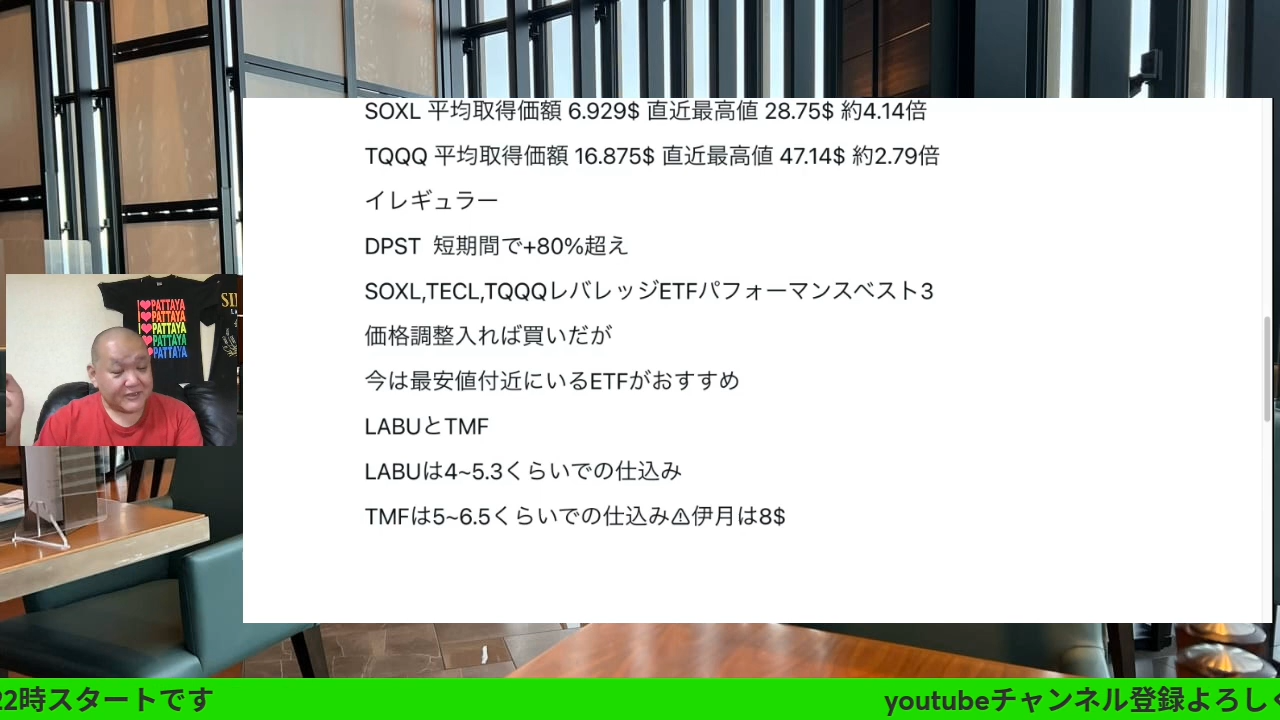 SOXL 平均取得価額 6.929$ 直近最高値 28.75$ 約4.14倍
TQQQ 平均取得価額 16.875$ 直近最高値 47.14$ 約2.79倍
イレギュラー
DPST 短期間で+80%超え
SOXL,TECL,TQQQレバレッジETFパフォーマンスベスト3
価格調整入れば買いだが
今は最安値付近にいるETFがおすすめ
LABUとTMF
LABUは4~5.3くらいでの仕込み
TMFは5~6.5くらいでの仕込み⚠伊月は8$
I❤PATTAYA
I❤PATTAYA
I❤PATTAYA
❤PATTAYA
PATTAYA
22時スタートです
youtubeチャンネル登録よろしく